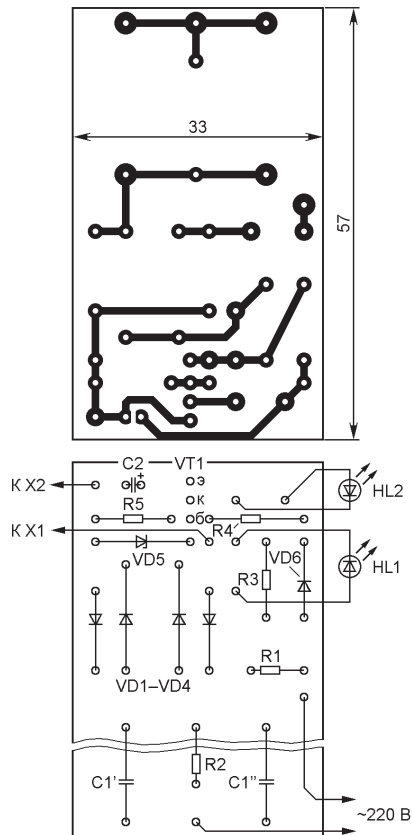 33
57
C2
+
VT1
э
К Х2
к
HL2
R5
б
R4
К Х1
VD5
VD6
R3
HL1
VD1–VD4
R1
R2
C1'
C1"
~220 В